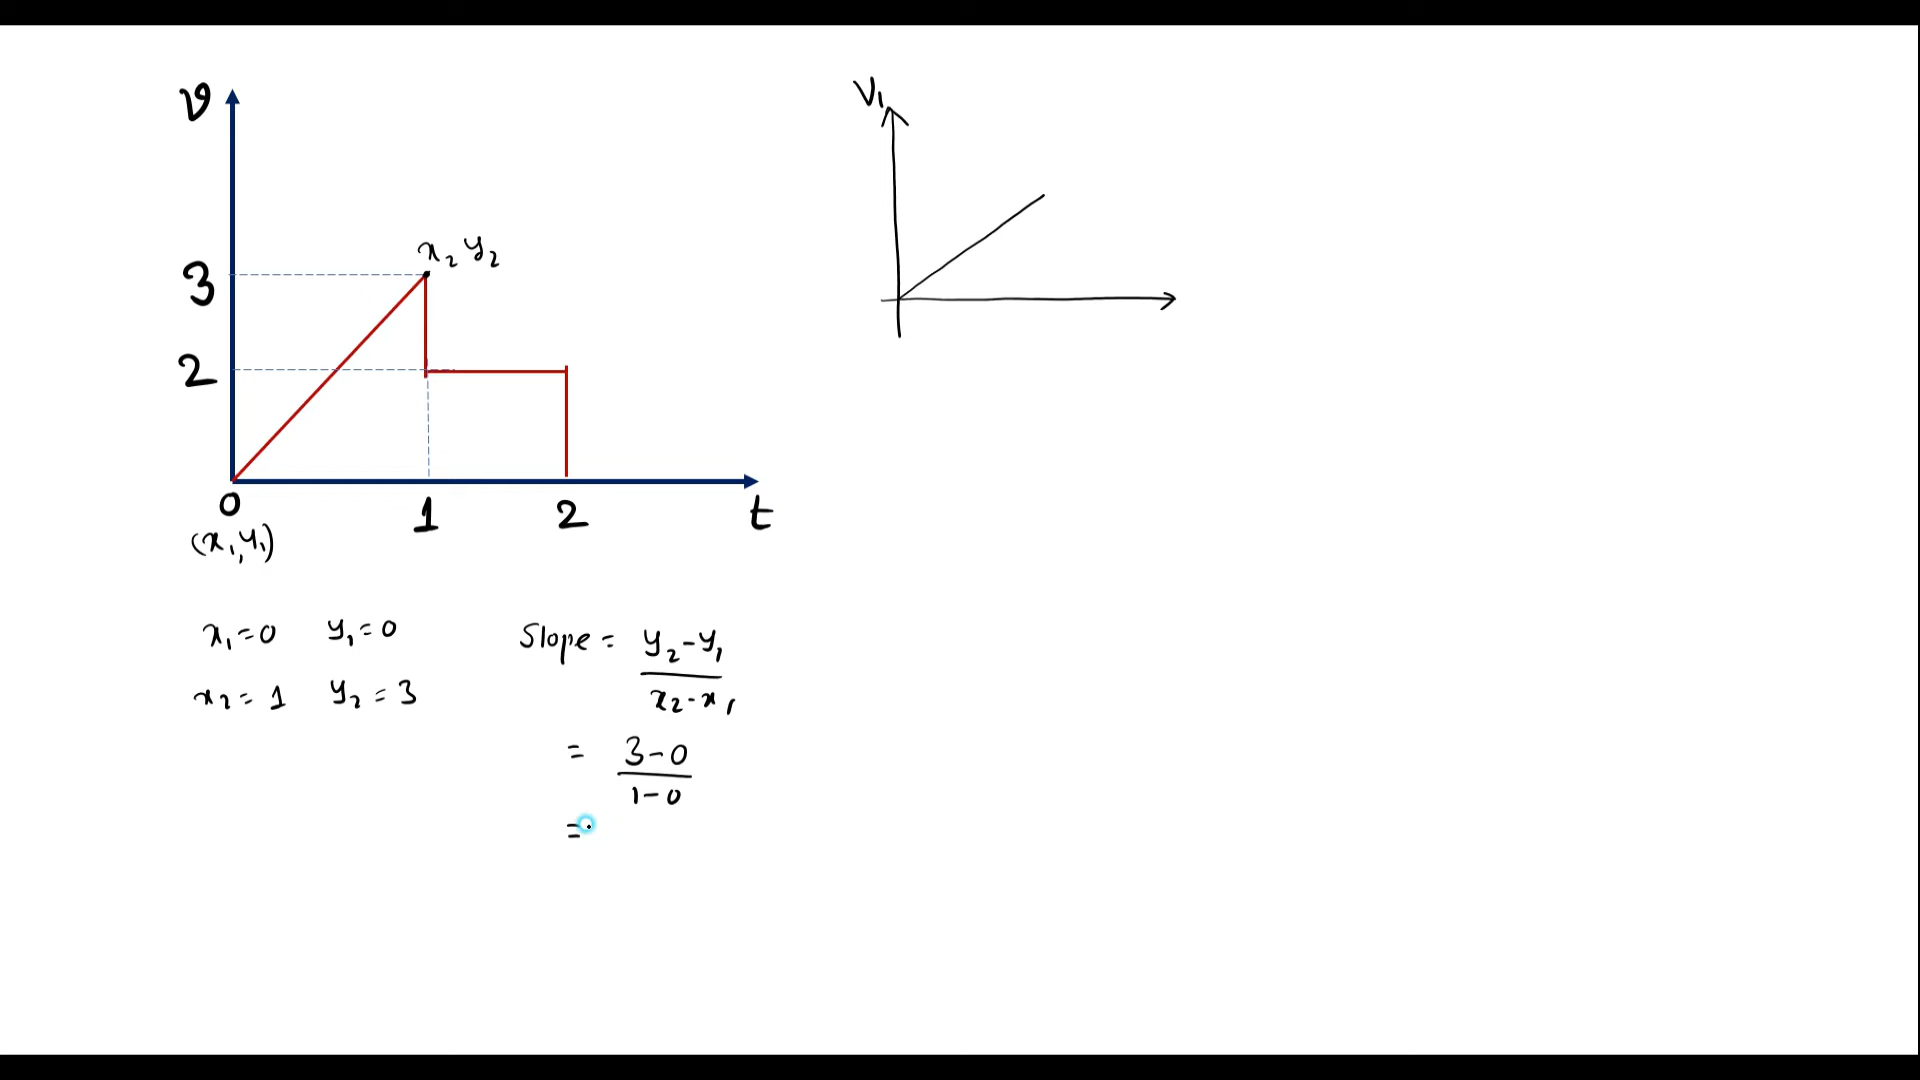 v
V₁
3
x₂ y₂
2
0
1
2
t
(x₁,y₁)
x₁=0 y₁=0
x₂=1 y₂=3
Slope = y₂-y₁
x₂-x₁
= 3-0
1-0
=